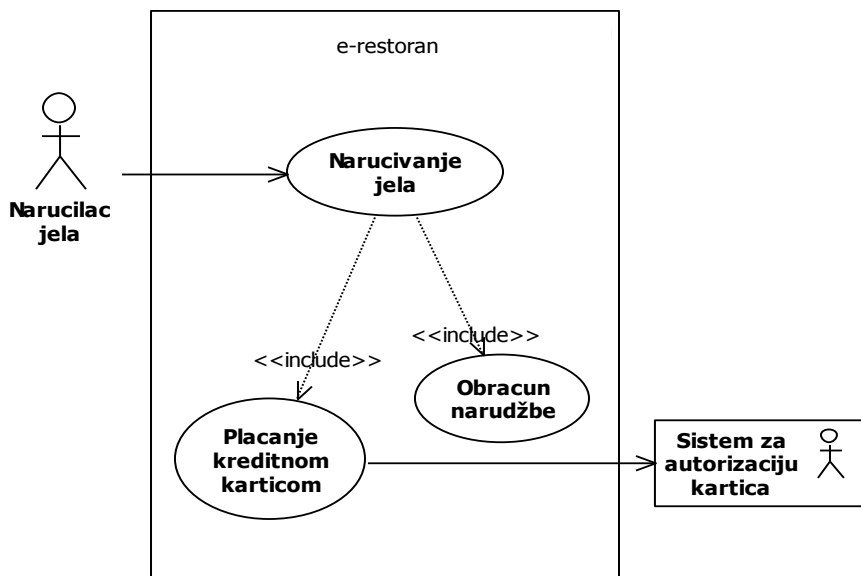 e-restoran
Narucivanje
jela
Narucilac
jela
<<include>>
<<include>>
Obracun
narudžbe
Placanje
kreditnom
karticom
Sistem za
autorizaciju
kartica